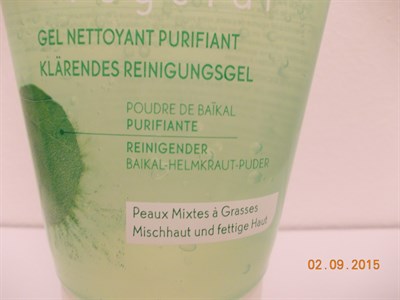 GEL NETTOYANT PURIFIANT
KLÄRENDES REINIGUNGSGEL
POUDRE DE BAÏKAL
PURIFIANTE
REINIGENDER
BAIKAL-HELMKRAUT-PUDER
Peaux Mixtes à Grasses
Mischhaut und fettige Haut
02.09.2015